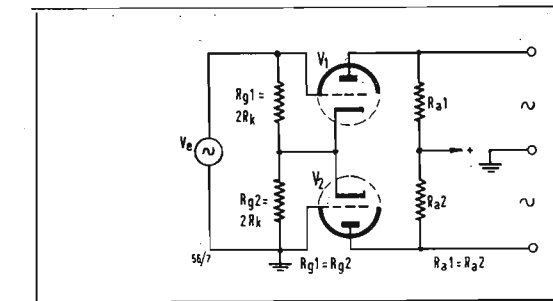 V1
Rg1=
2Rk
Ra1
Ve
+
V2
Rg2=
2Rk
Ra2
56/7
Rg1=Rg2
Ra1=Ra2